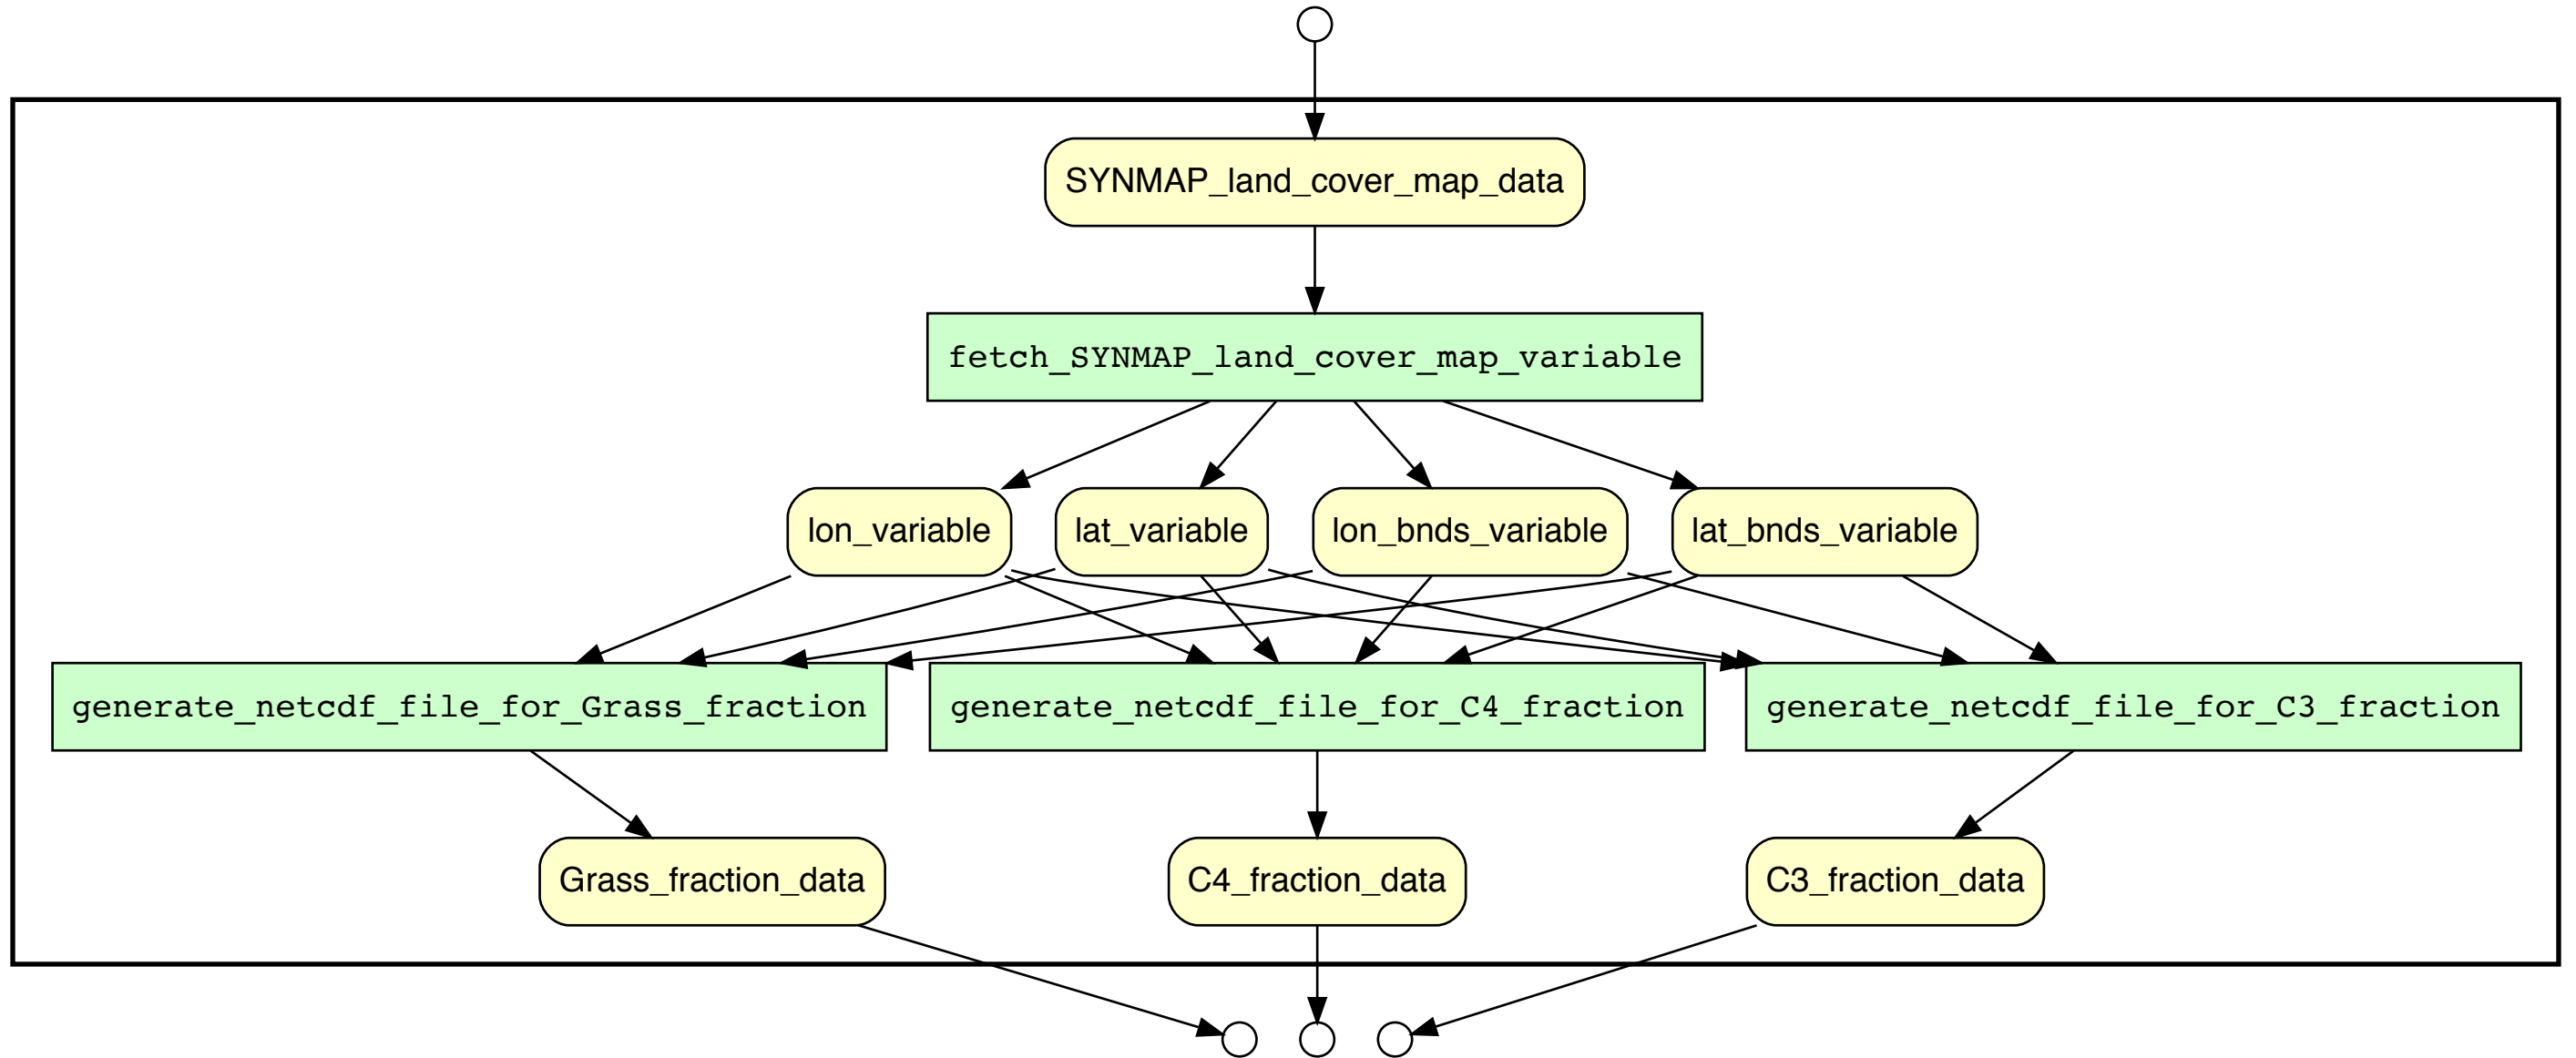 SYNMAP_land_cover_map_data
fetch_SYNMAP_land_cover_map_variable
lon_variable
lat_variable
lon_bnds_variable
lat_bnds_variable
generate_netcdf_file_for_Grass_fraction
generate_netcdf_file_for_C4_fraction
generate_netcdf_file_for_C3_fraction
Grass_fraction_data
C4_fraction_data
C3_fraction_data